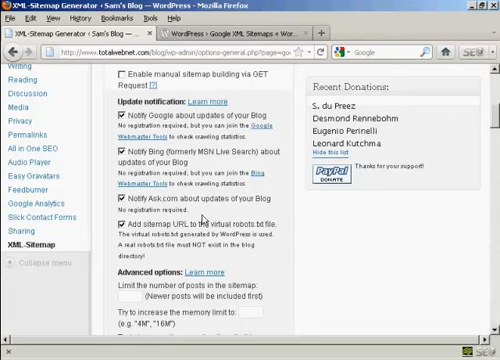 XML-Sitemap Generator ‹ Sam's Blog — WordPress — Mozilla Firefox
File Edit View History Bookmarks Tools Help
XML-Sitemap Generator ‹ Sam's Blog — ...
WordPress › Google XML Sitemaps « Wor...
www.totalwebnet.com/blog/wp-admin/options-general.php?page=go
Google
SEO
Writing
Reading
Discussion
Media
Privacy
Permalinks
All in One SEO
Audio Player
Easy Gravatars
Feedburner
Google Analytics
Slick Contact Forms
Sharing
XML-Sitemap
Collapse menu
Enable manual sitemap building via GET
Request [?]
Update notification: Learn more
Notify Google about updates of your Blog
No registration required, but you can join the Google
Webmaster Tools to check crawling statistics.
Notify Bing (formerly MSN Live Search) about
updates of your Blog
No registration required, but you can join the Bing
Webmaster Tools to check crawling statistics.
Notify Ask.com about updates of your Blog
No registration required.
Add sitemap URL to the virtual robots.txt file.
The virtual robots.txt generated by WordPress is used.
A real robots.txt file must NOT exist in the blog
directory!
Advanced options: Learn more
Limit the number of posts in the sitemap:
(Newer posts will be included first)
Try to increase the memory limit to:
(e.g. "4M", "16M")
Recent Donations:
S. du Preez
Desmond Rennebohm
Eugenio Perinelli
Leonard Kutchma
Hide this list
PayPal
DONATE
Thanks for your support!